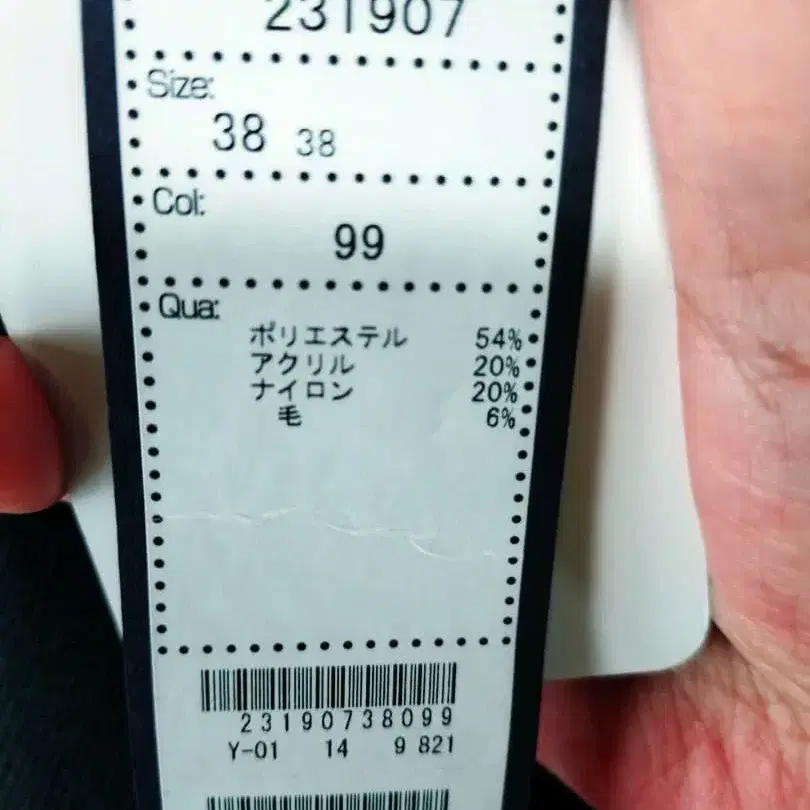 231907
Size:
38 38
Col:
99
Qua:
ポリエステル 54%
アクリル 20%
ナイロン 20%
毛 6%
23190738099
Y-01 14 9 821